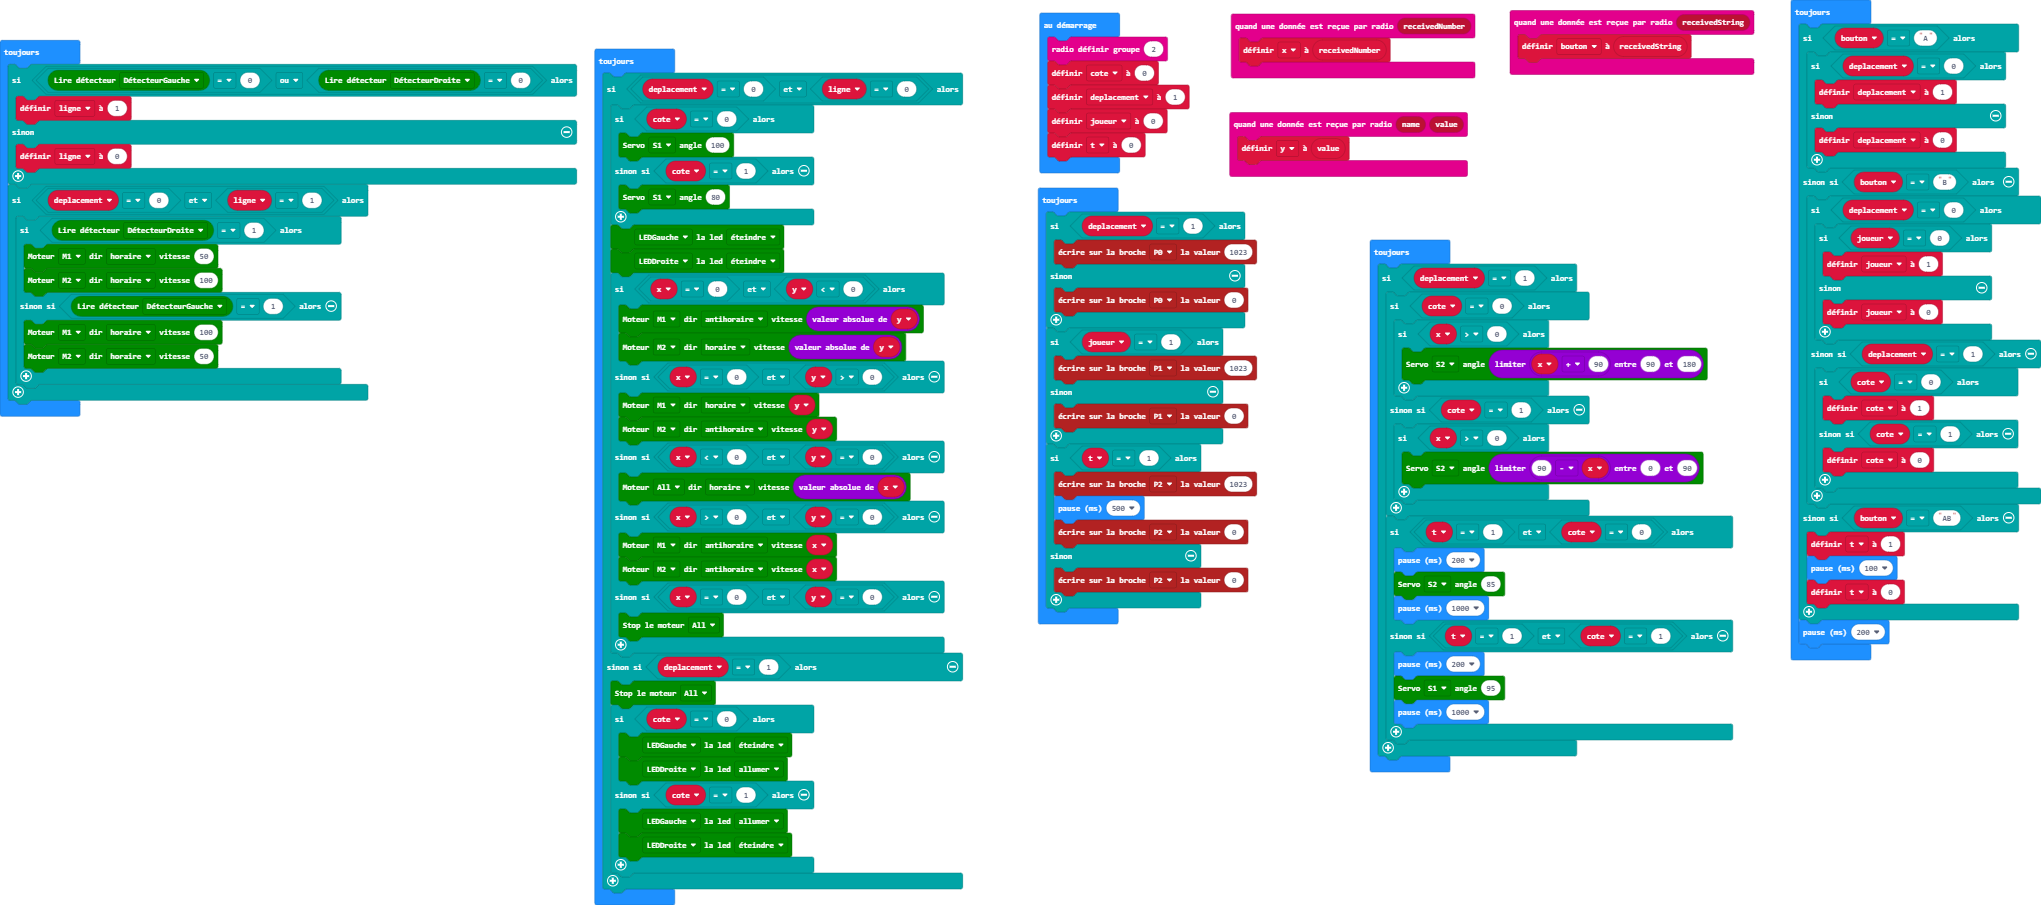 toujours
si Lire détecteur DétecteurGauche = 0 ou Lire détecteur DétecteurDroite = 0 alors
définir ligne à 1
sinon
définir ligne à 0
si deplacement = 0 et ligne = 1 alors
si Lire détecteur DétecteurDroite = 1 alors
Moteur M1 dir horaire vitesse 50
Moteur M2 dir horaire vitesse 100
sinon si Lire détecteur DétecteurGauche = 1 alors
Moteur M1 dir horaire vitesse 100
Moteur M2 dir horaire vitesse 50
toujours
si deplacement = 0 et ligne = 0 alors
si cote = 0 alors
Servo S1 angle 100
sinon si cote = 1 alors
Servo S1 angle 80
LEDGauche la led éteindre
LEDDroite la led éteindre
si x = 0 et y < 0 alors
Moteur M1 dir antihoraire vitesse valeur absolue de y
Moteur M2 dir horaire vitesse valeur absolue de y
sinon si x = 0 et y > 0 alors
Moteur M1 dir horaire vitesse y
Moteur M2 dir antihoraire vitesse y
sinon si x < 0 et y = 0 alors
Moteur All dir horaire vitesse valeur absolue de x
sinon si x > 0 et y = 0 alors
Moteur M1 dir antihoraire vitesse x
Moteur M2 dir antihoraire vitesse x
sinon si x = 0 et y = 0 alors
Stop le moteur All
sinon si deplacement = 1 alors
Stop le moteur All
si cote = 0 alors
LEDGauche la led éteindre
LEDDroite la led allumer
sinon si cote = 1 alors
LEDGauche la led allumer
LEDDroite la led éteindre
au démarrage
radio définir groupe 2
définir cote à 0
définir deplacement à 1
définir joueur à 0
définir t à 0
quand une donnée est reçue par radio receivedNumber
définir x à receivedNumber
quand une donnée est reçue par radio receivedString
définir bouton à receivedString
quand une donnée est reçue par radio name value
définir y à value
toujours
si deplacement = 1 alors
écrire sur la broche P0 la valeur 1023
sinon
écrire sur la broche P0 la valeur 0
si joueur = 1 alors
écrire sur la broche P1 la valeur 1023
sinon
écrire sur la broche P1 la valeur 0
si t = 1 alors
écrire sur la broche P2 la valeur 1023
pause (ms) 500
écrire sur la broche P2 la valeur 0
sinon
écrire sur la broche P2 la valeur 0
toujours
si deplacement = 1 alors
si cote = 0 alors
si x > 0 alors
Servo S2 angle limiter x + 90 entre 90 et 180
sinon si cote = 1 alors
si x > 0 alors
Servo S2 angle limiter 90 - x entre 0 et 90
si t = 1 et cote = 0 alors
pause (ms) 200
Servo S2 angle 85
pause (ms) 1000
sinon si t = 1 et cote = 1 alors
pause (ms) 200
Servo S1 angle 95
pause (ms) 1000
toujours
si bouton = "A" alors
si deplacement = 0 alors
définir deplacement à 1
sinon
définir deplacement à 0
sinon si bouton = "B" alors
si deplacement = 0 alors
si joueur = 0 alors
définir joueur à 1
sinon
définir joueur à 0
sinon si deplacement = 1 alors
si cote = 0 alors
définir cote à 1
sinon si cote = 1 alors
définir cote à 0
sinon si bouton = "AB" alors
définir t à 1
pause (ms) 100
définir t à 0
pause (ms) 200